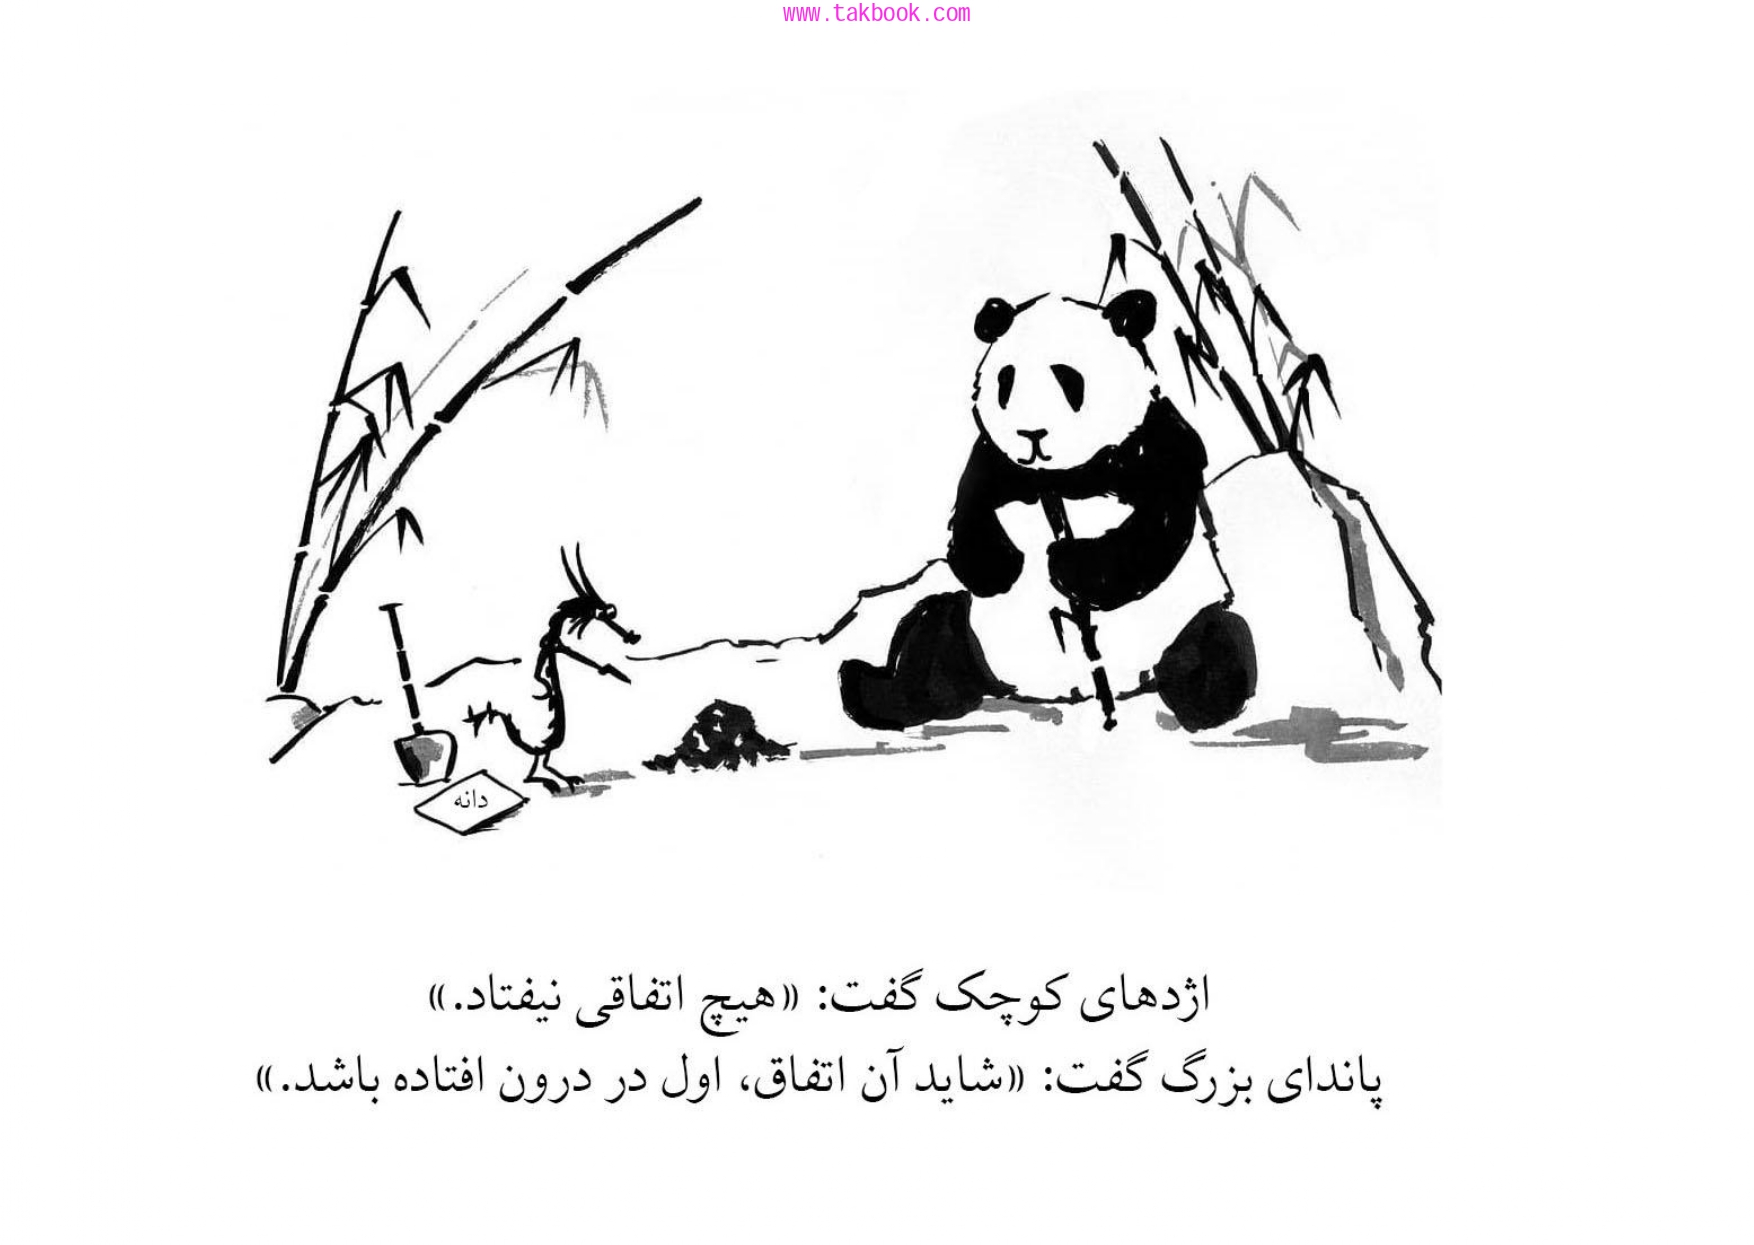 www.takbook.com
دانه
اژدهای کوچک گفت: «هیچ اتفاقی نیفتاد.»
پاندای بزرگ گفت: «شاید آن اتفاق، اول در درون افتاده باشد.»